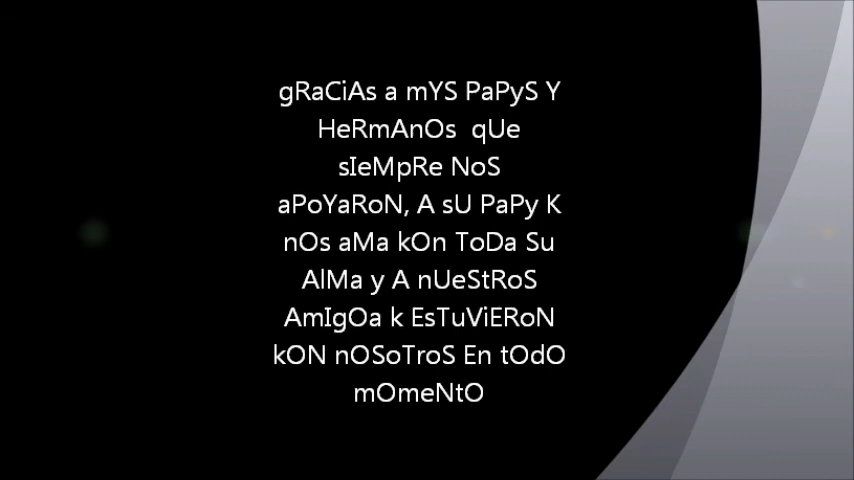 gRaCiAs a mYS PaPyS Y
HeRmAnOs  qUe
sIeMpRe NoS
aPoYaRoN, A sU PaPy K
nOs aMa kOn ToDa Su
AlMa y A nUeStRoS
AmIgOa k EsTuViERoN
kON nOSoTroS En tOdO
mOmeNtO